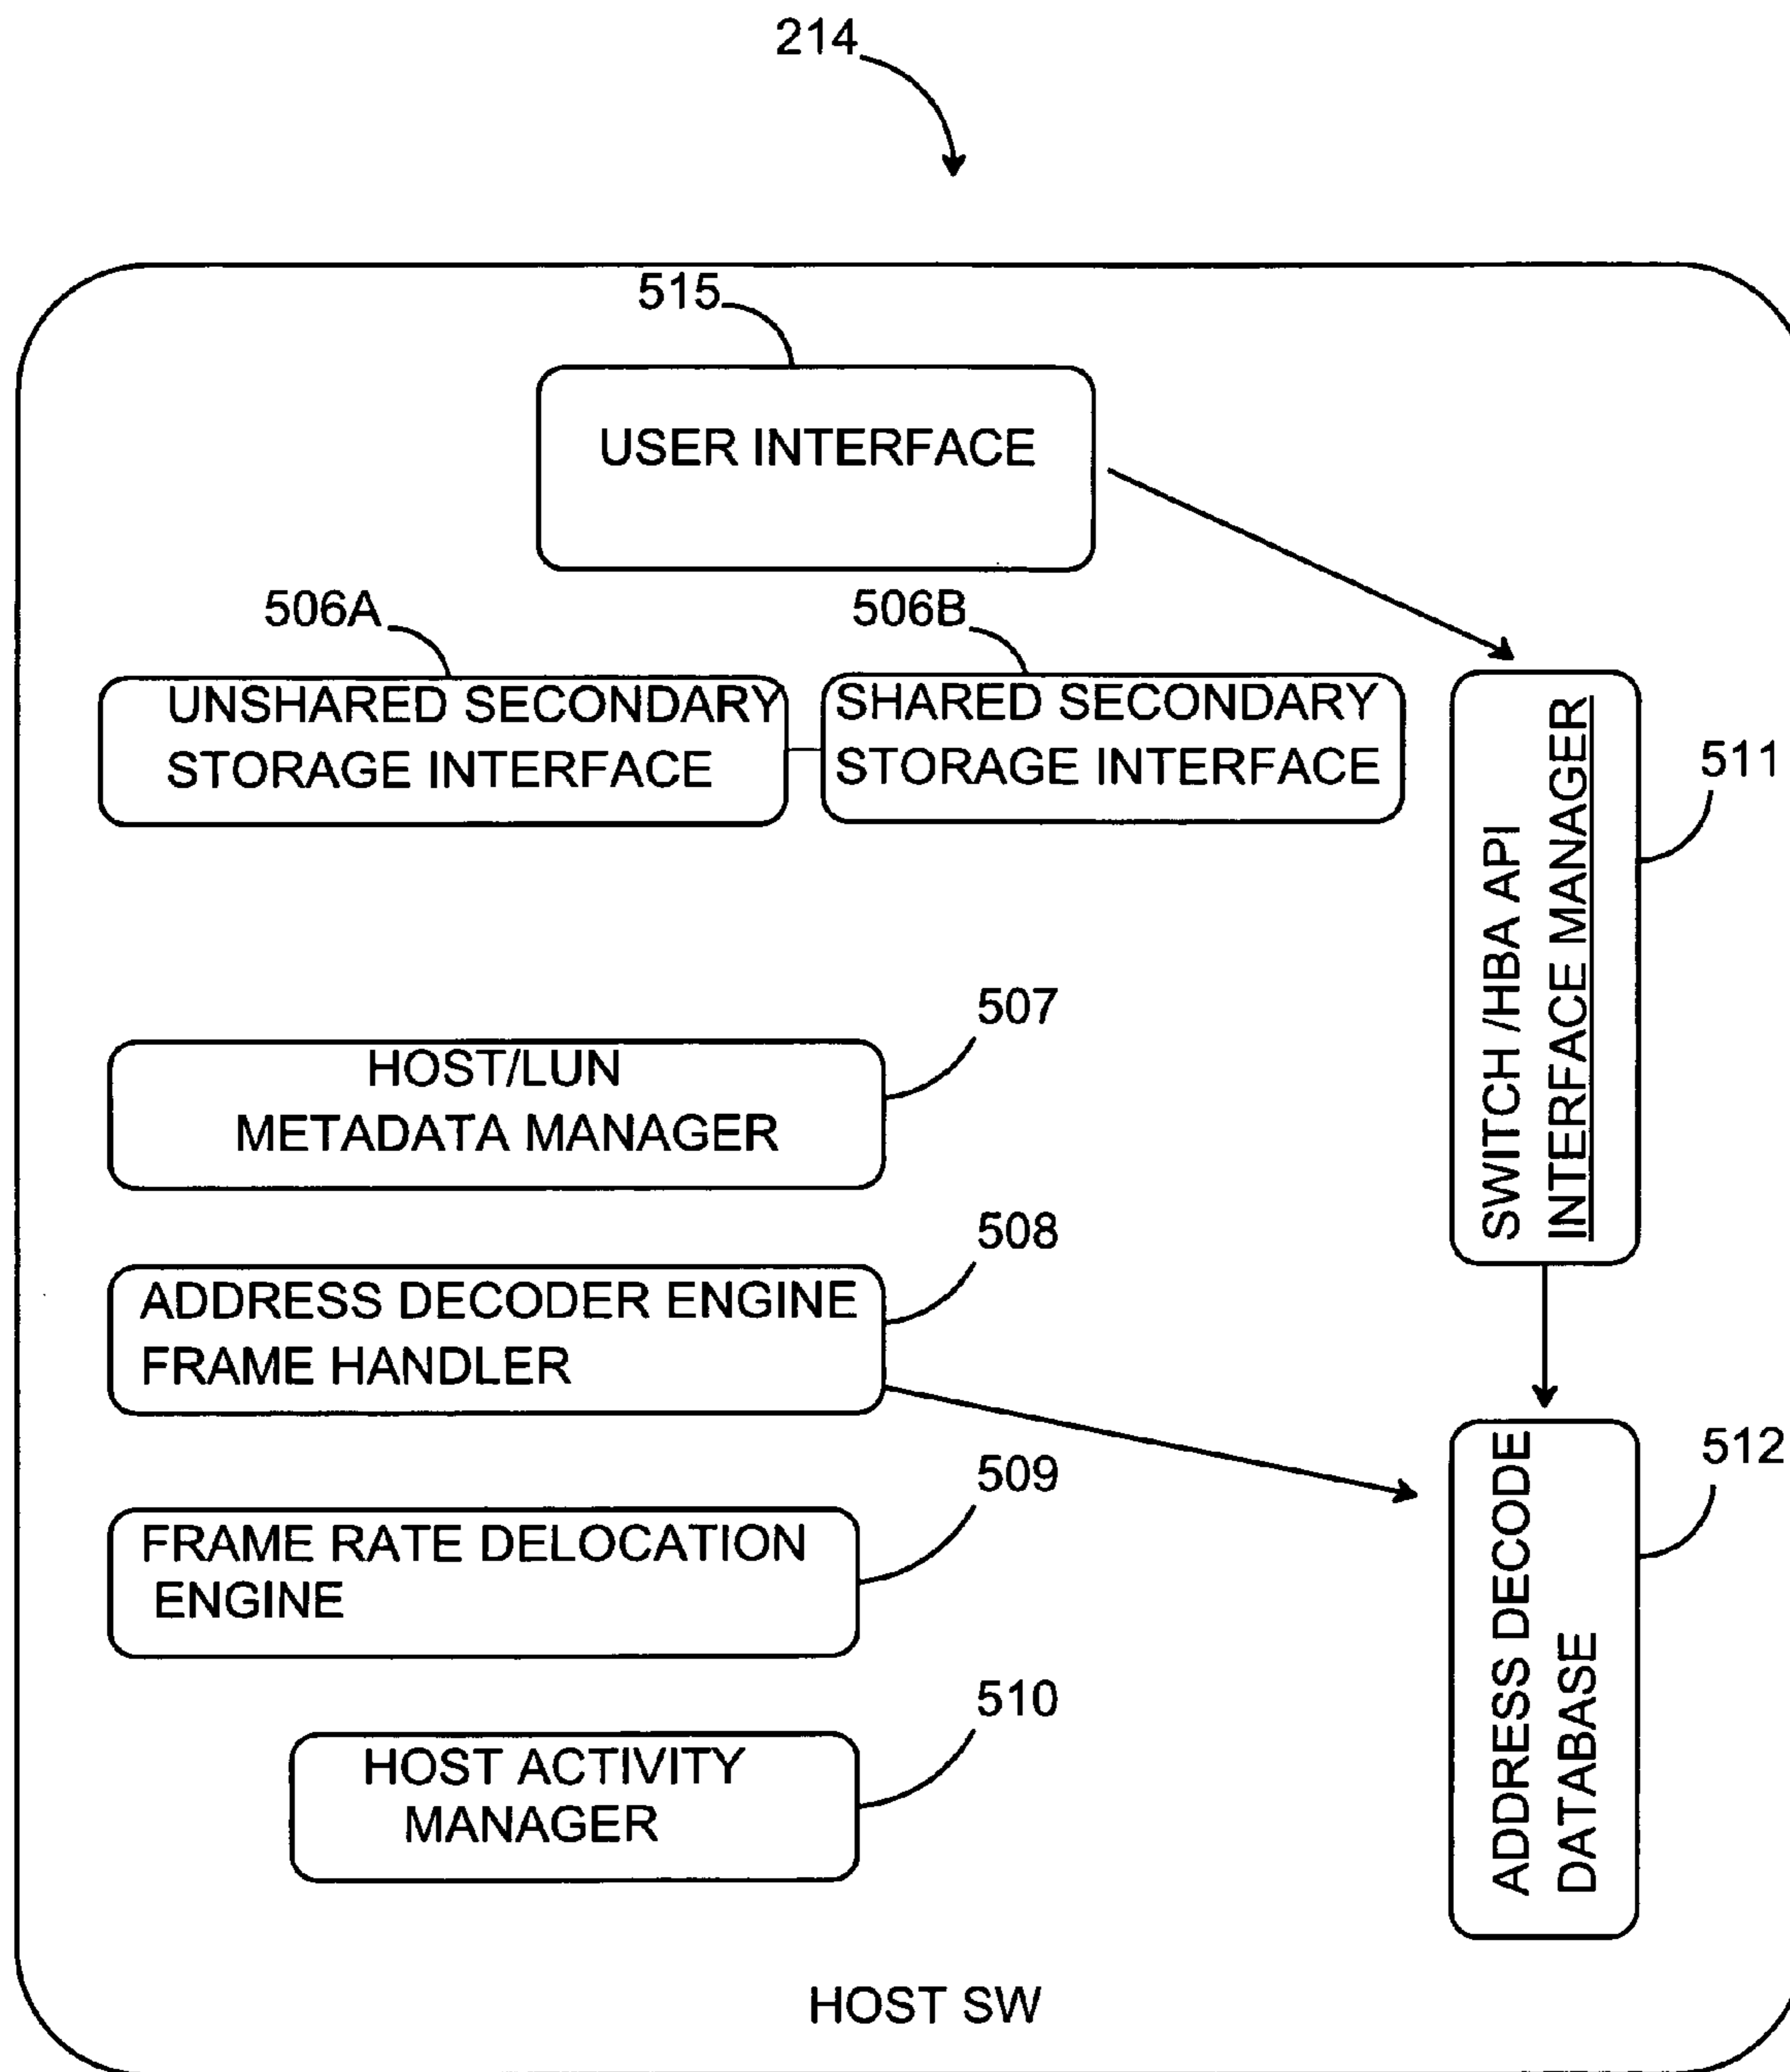 214
515
USER INTERFACE
506A
506B
UNSHARED SECONDARY
STORAGE INTERFACE
SHARED SECONDARY
STORAGE INTERFACE
SWITCH /HBA API
INTERFACE MANAGER
511
507
HOST/LUN
METADATA MANAGER
508
ADDRESS DECODER ENGINE
FRAME HANDLER
509
FRAME RATE DELOCATION
ENGINE
512
ADDRESS DECODE
DATABASE
510
HOST ACTIVITY
MANAGER
HOST SW